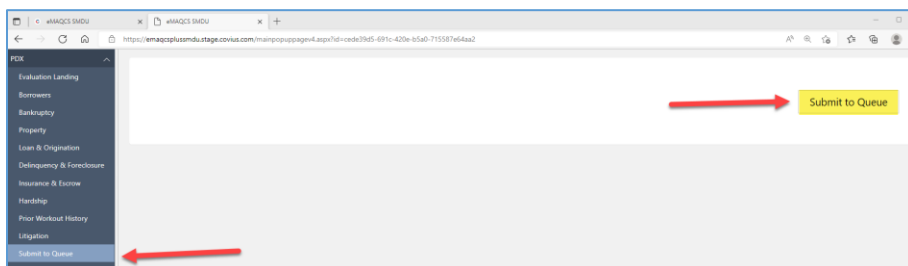 eMAQCS SMDU
eMAQCS SMDU
https://emaqcsplussmdu.stage.covius.com/mainpopuppagev4.aspx?id=cede39d5-691c-420e-b5a0-715587e64aa2
PDX
Evaluation Landing
Borrowers
Bankruptcy
Property
Loan & Origination
Delinquency & Foreclosure
Insurance & Escrow
Hardship
Prior Workout History
Litigation
Submit to Queue
Submit to Queue